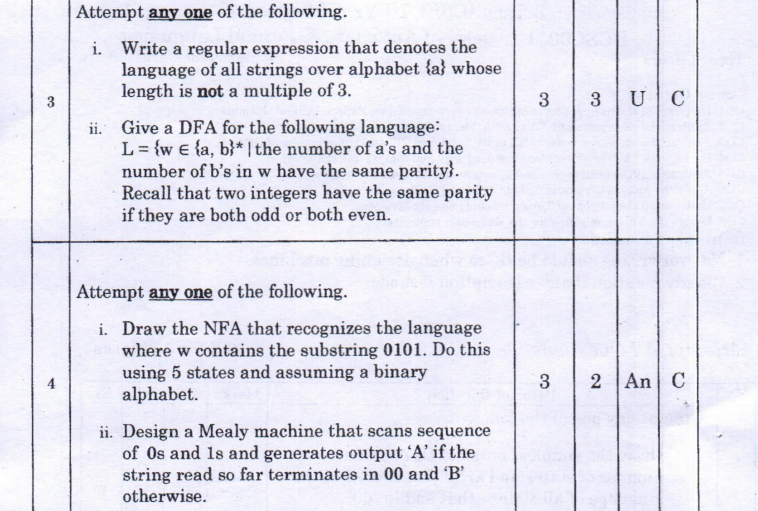 Attempt any one of the following.
i. Write a regular expression that denotes the
language of all strings over alphabet {a} whose
length is not a multiple of 3.
3
3 3 U C
ii. Give a DFA for the following language:
L = {w ∈ {a, b}* | the number of a's and the
number of b's in w have the same parity}.
Recall that two integers have the same parity
if they are both odd or both even.
Attempt any one of the following.
i. Draw the NFA that recognizes the language
where w contains the substring 0101. Do this
using 5 states and assuming a binary
alphabet.
4
3 2 An C
ii. Design a Mealy machine that scans sequence
of 0s and 1s and generates output 'A' if the
string read so far terminates in 00 and 'B'
otherwise.